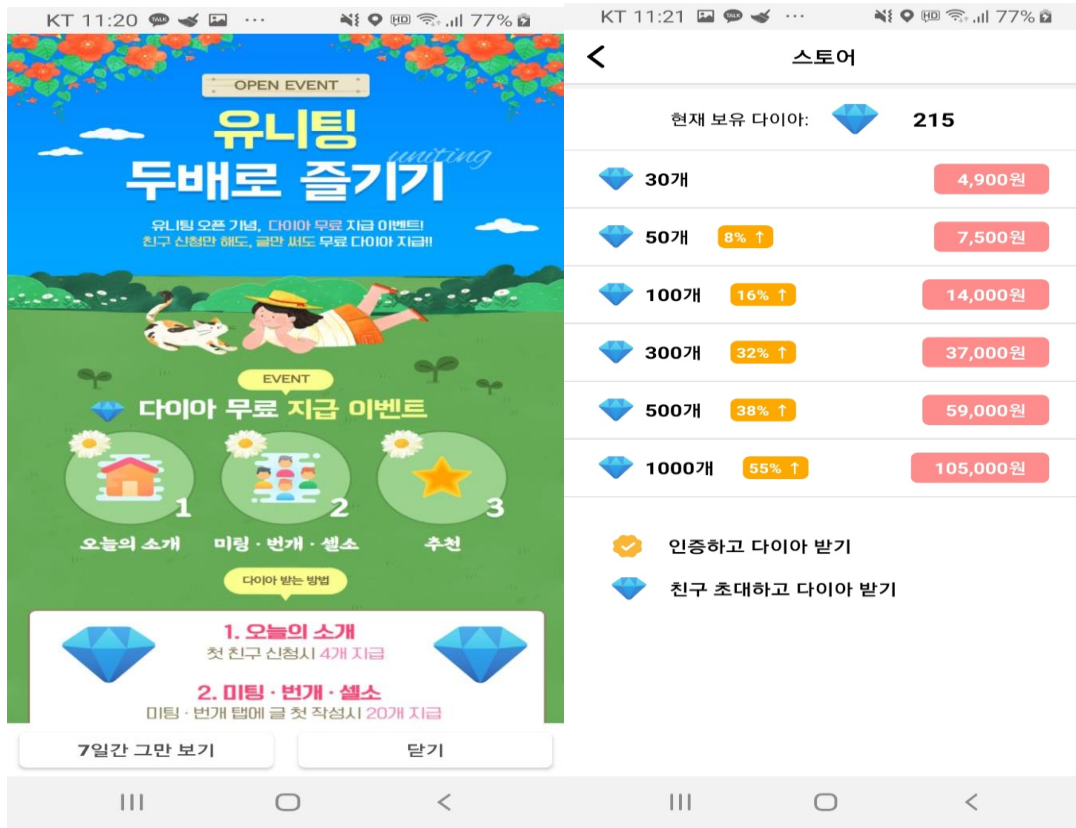 KT 11:20 TALK ... HD 77%
OPEN EVENT
유니팅
uniting
두배로 즐기기
유니팅 오픈 기념, 다이아 무료 지급 이벤트!
친구 신청만 해도, 글만 써도 무료 다이아 지급!!
EVENT
다이아 무료 지급 이벤트
1 2 3
오늘의 소개 미팅 · 번개 · 셀소 추천
다이아 받는 방법
1. 오늘의 소개
첫 친구 신청시 4개 지급
2. 미팅 · 번개 · 셀소
미팅 · 번개 탭에 글 첫 작성시 20개 지급
7일간 그만 보기 닫기
KT 11:21 TALK ... HD 77%
스토어
현재 보유 다이아: 215
30개 4,900원
50개 8% ↑ 7,500원
100개 16% ↑ 14,000원
300개 32% ↑ 37,000원
500개 38% ↑ 59,000원
1000개 55% ↑ 105,000원
인증하고 다이아 받기
친구 초대하고 다이아 받기